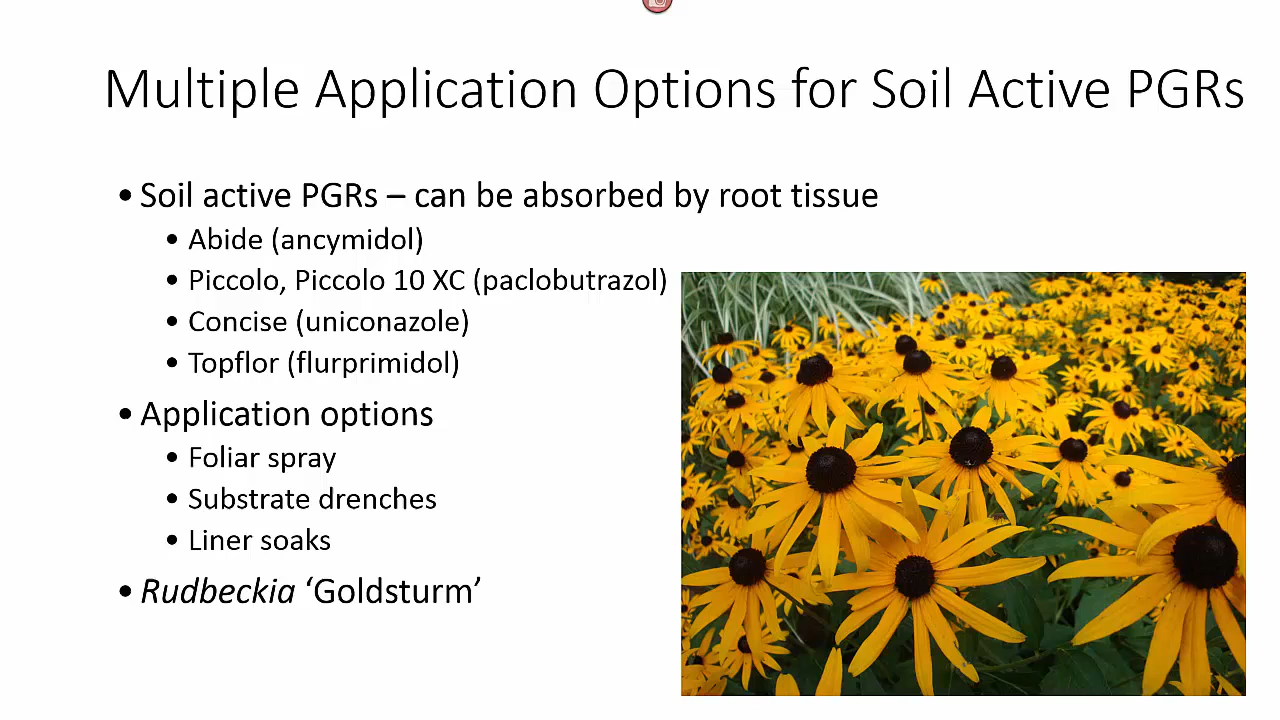 Multiple Application Options for Soil Active PGRs
• Soil active PGRs – can be absorbed by root tissue
• Abide (ancymidol)
• Piccolo, Piccolo 10 XC (paclobutrazol)
• Concise (uniconazole)
• Topflor (flurprimidol)
• Application options
• Foliar spray
• Substrate drenches
• Liner soaks
• Rudbeckia ‘Goldsturm’